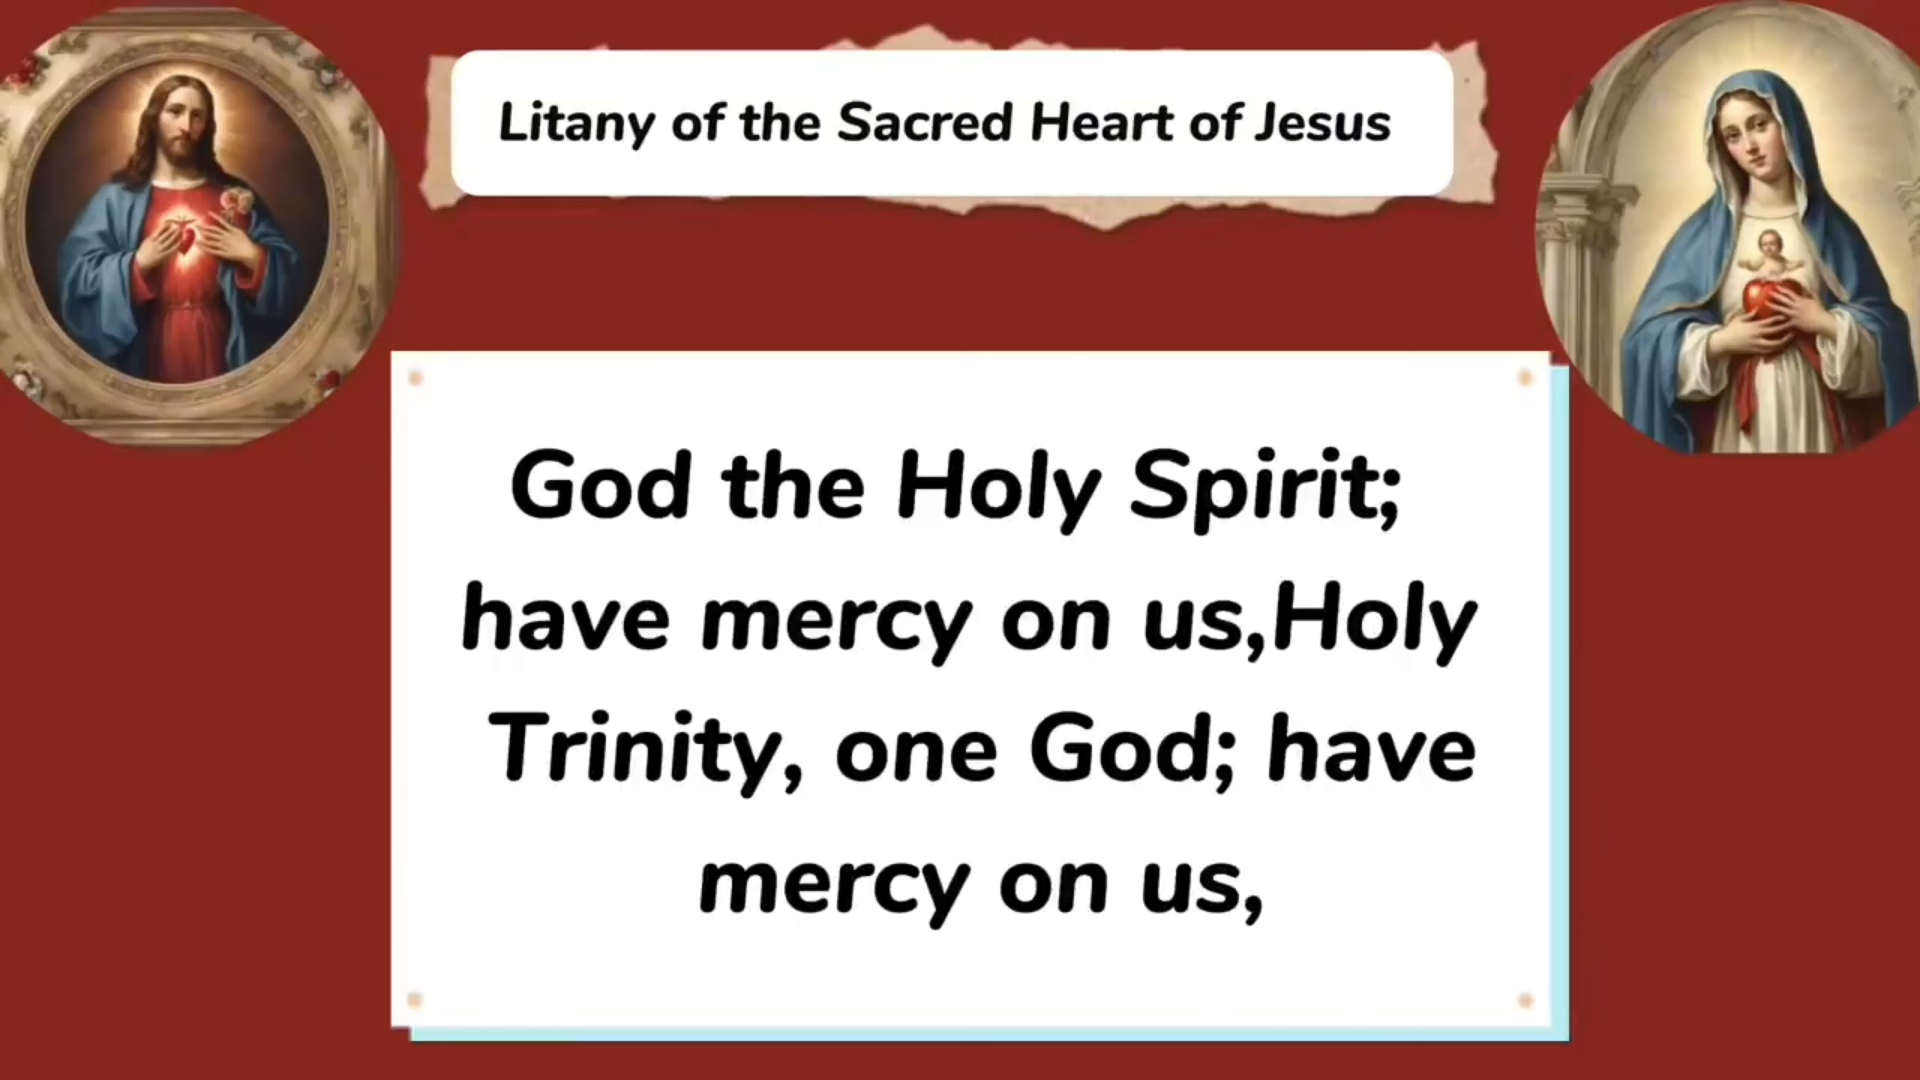 Litany of the Sacred Heart of Jesus
God the Holy Spirit;
have mercy on us,Holy
Trinity, one God; have
mercy on us,